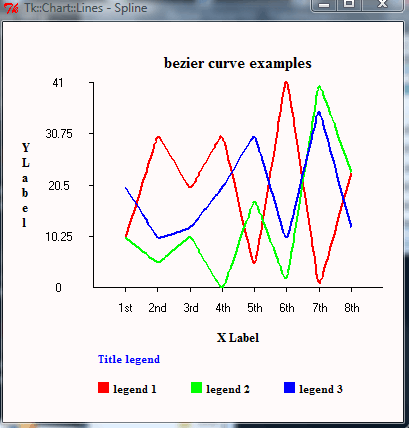 Tk::Chart::Lines - Spline
bezier curve examples
41
30.75
20.5
10.25
0
Y Label
1st 2nd 3rd 4th 5th 6th 7th 8th
X Label
Title legend
legend 1 legend 2 legend 3